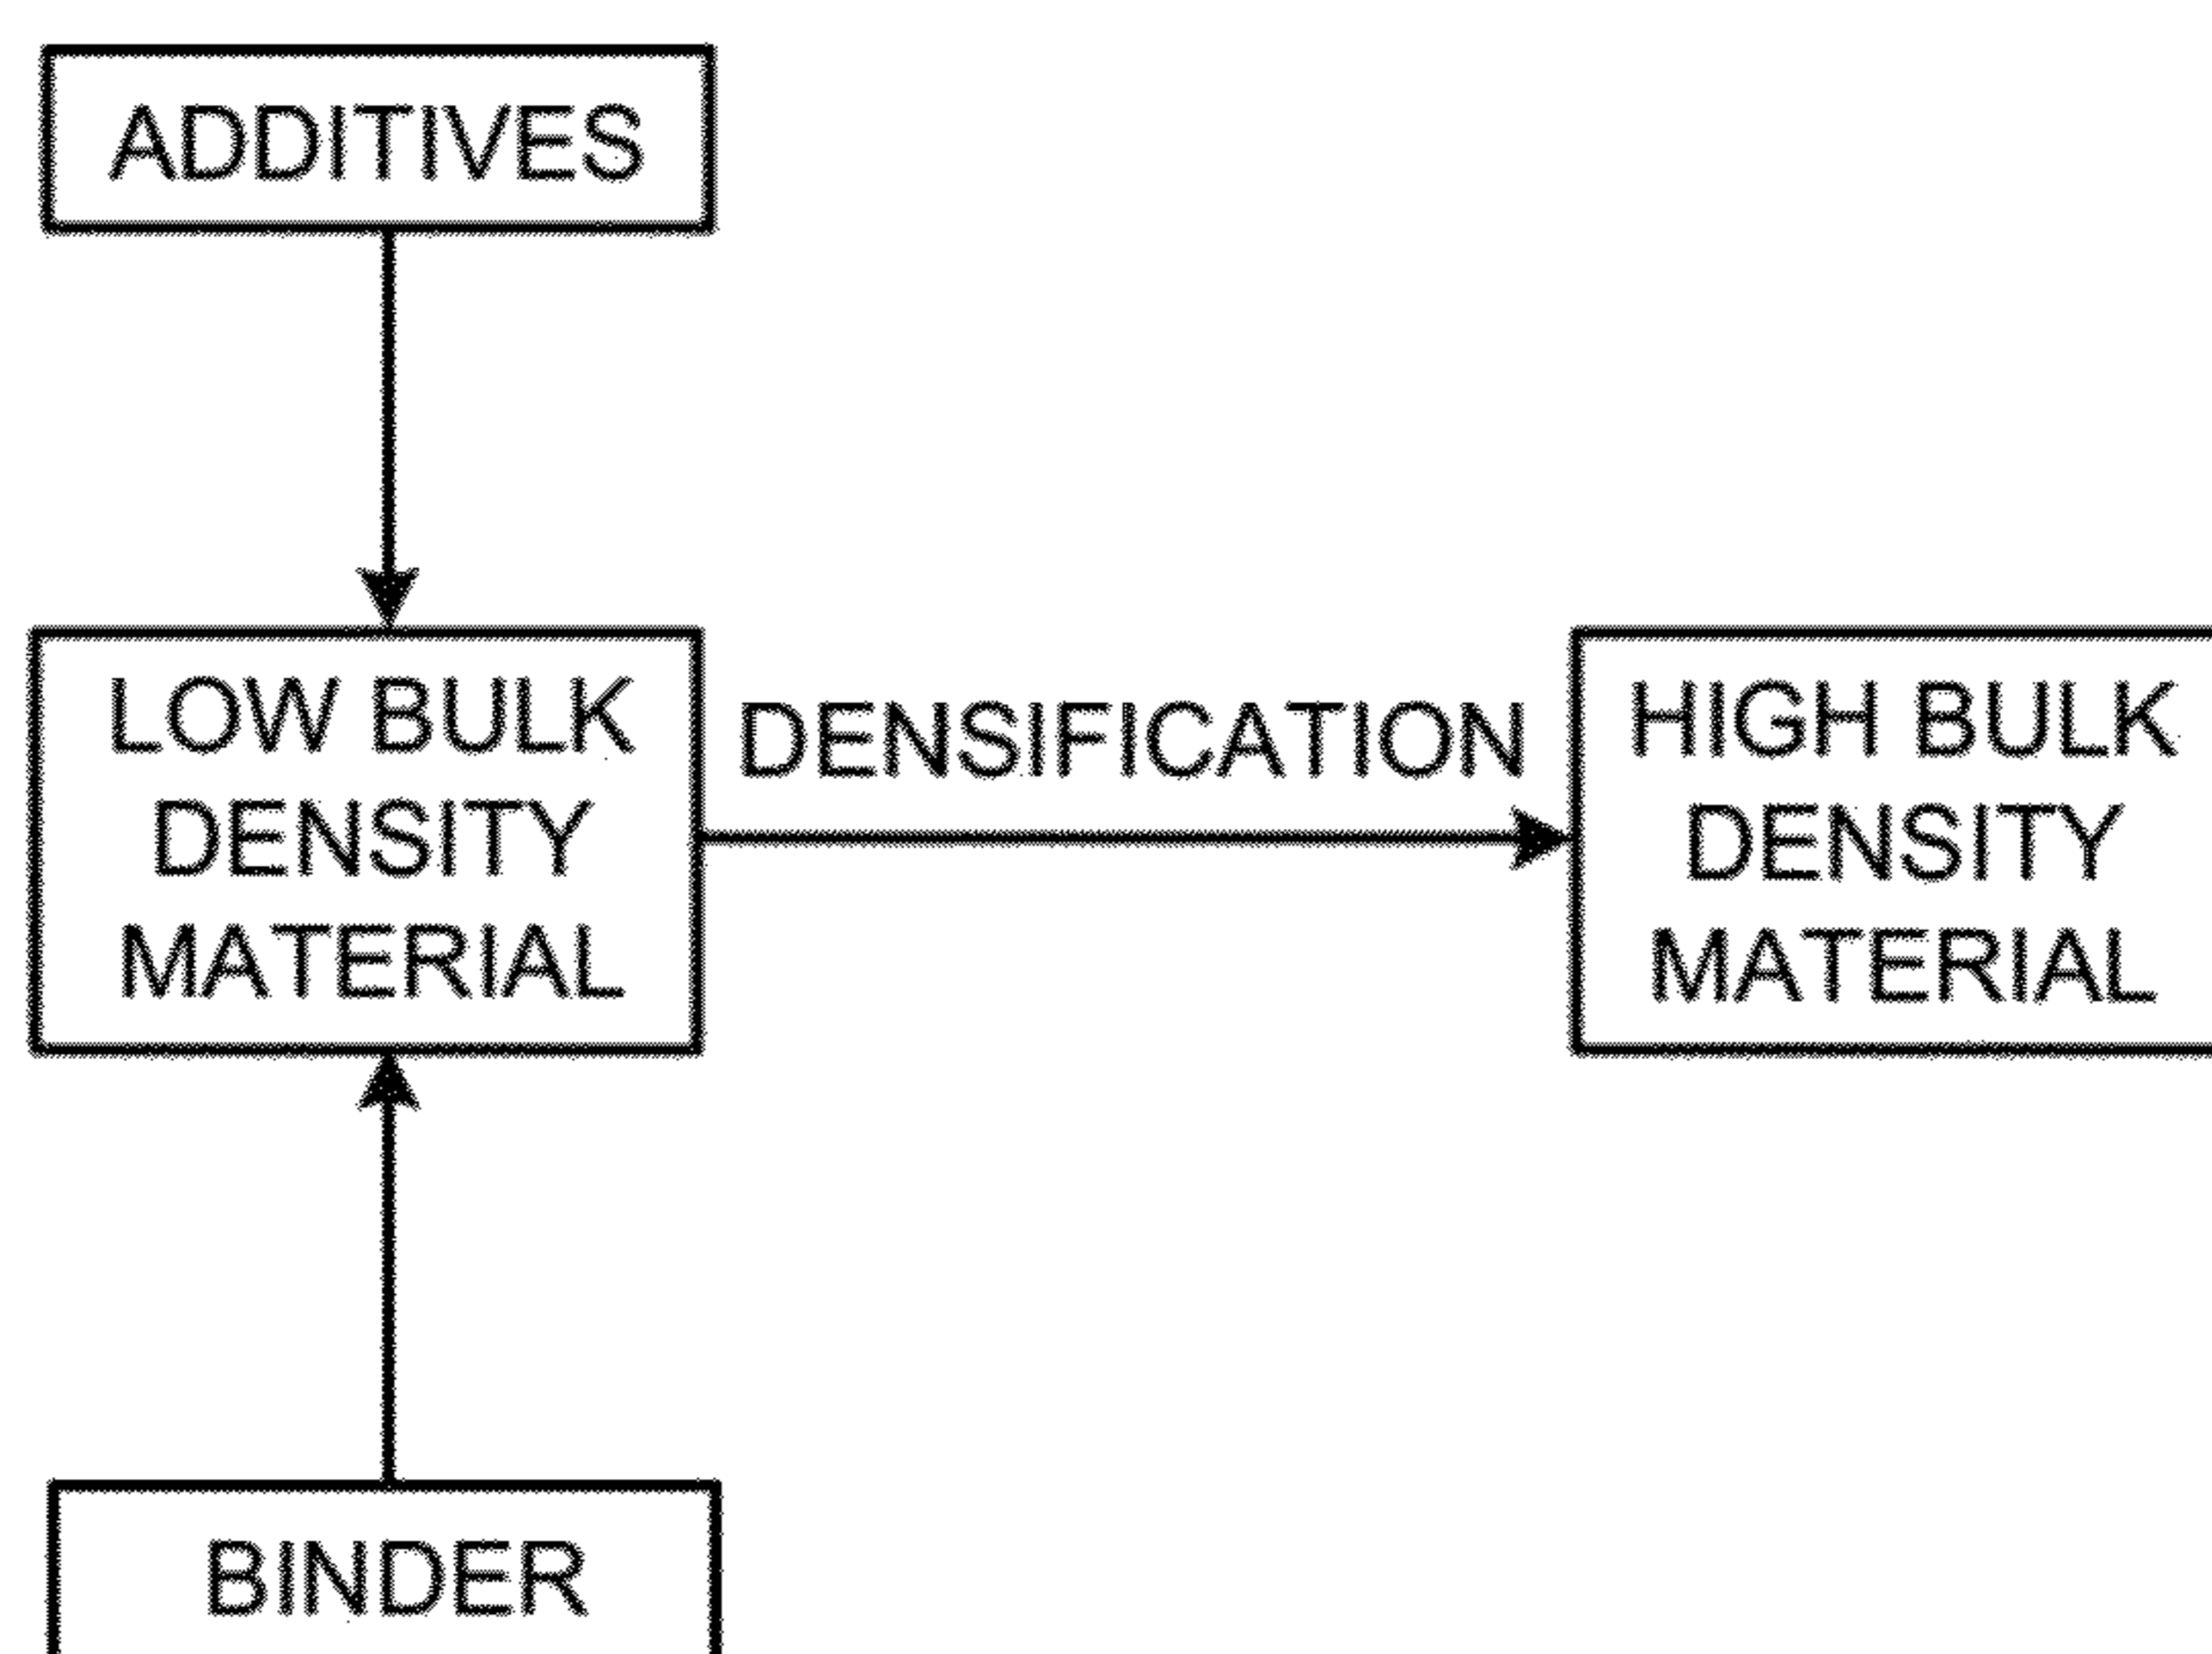 ADDITIVES
LOW BULK
DENSITY
MATERIAL
DENSIFICATION
HIGH BULK
DENSITY
MATERIAL
BINDER